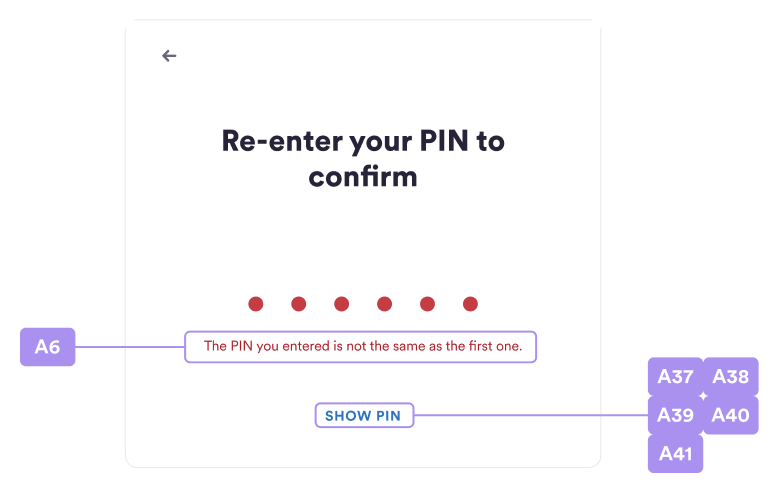 Re-enter your PIN to
confirm
A6
The PIN you entered is not the same as the first one.
A37 A38
SHOW PIN
A39 A40
A41